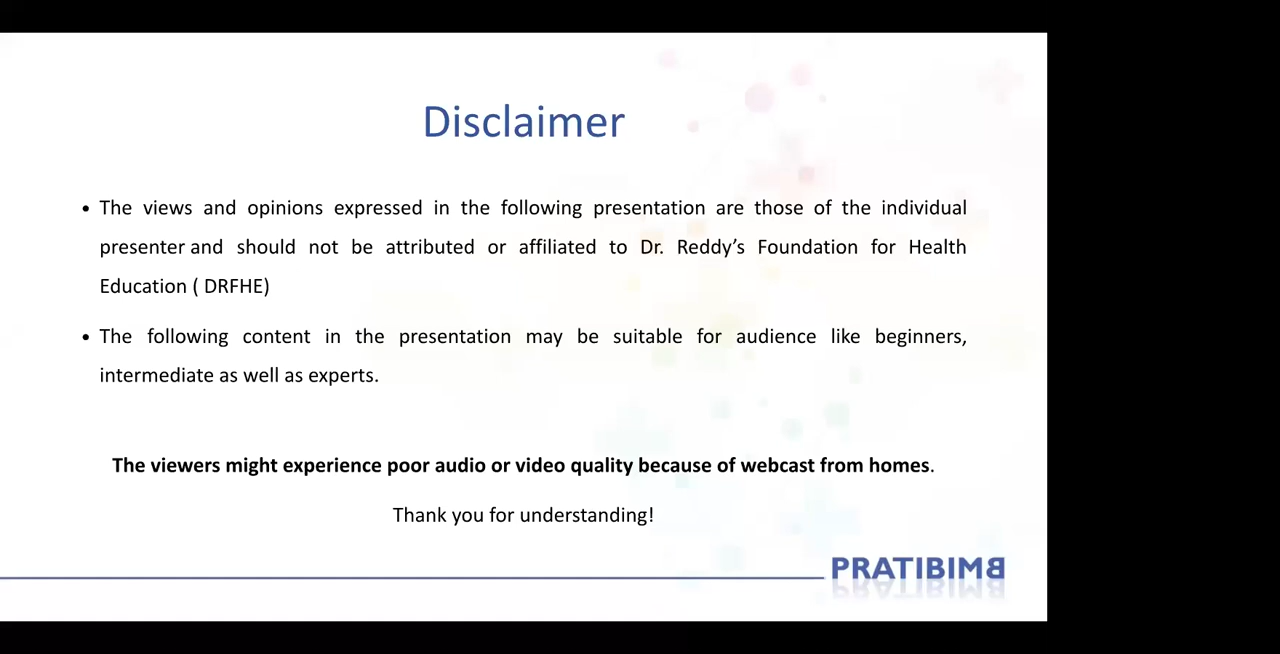 Disclaimer
• The views and opinions expressed in the following presentation are those of the individual
presenter and should not be attributed or affiliated to Dr. Reddy’s Foundation for Health
Education ( DRFHE)
• The following content in the presentation may be suitable for audience like beginners,
intermediate as well as experts.
The viewers might experience poor audio or video quality because of webcast from homes.
Thank you for understanding!
PRATIBIMB